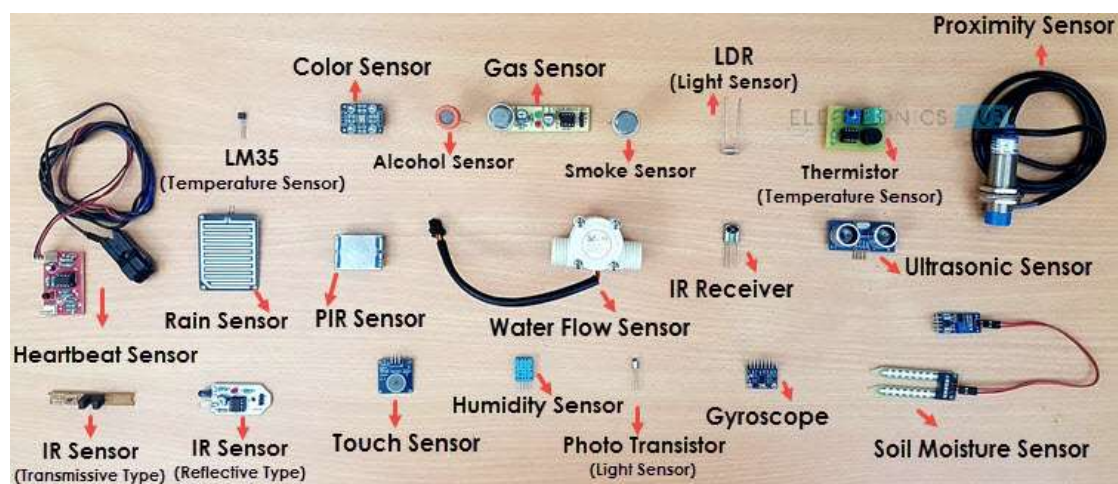 Proximity Sensor
Color Sensor
Gas Sensor
LDR
(Light Sensor)
ELECTRONICS HUB
LM35
(Temperature Sensor)
Alcohol Sensor
Smoke Sensor
Thermistor
(Temperature Sensor)
Rain Sensor
PIR Sensor
Water Flow Sensor
IR Receiver
Ultrasonic Sensor
Heartbeat Sensor
IR Sensor
(Transmissive Type)
IR Sensor
(Reflective Type)
Touch Sensor
Humidity Sensor
Photo Transistor
(Light Sensor)
Gyroscope
Soil Moisture Sensor